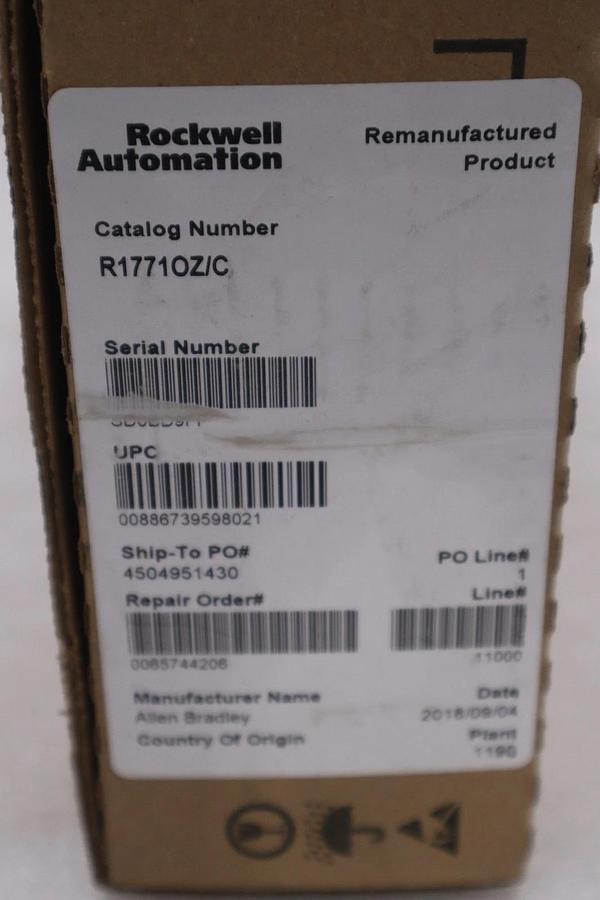 Rockwell
Automation
Remanufactured
Product
Catalog Number
R1771OZ/C
Serial Number
UPC
00886739598021
Ship-To PO#
4504951430
PO Line#
1
Repair Order#
Line#
0065744206
11000
Manufacturer Name
Allen Bradley
Date
2018/09/04
Country Of Origin
Plant
1190